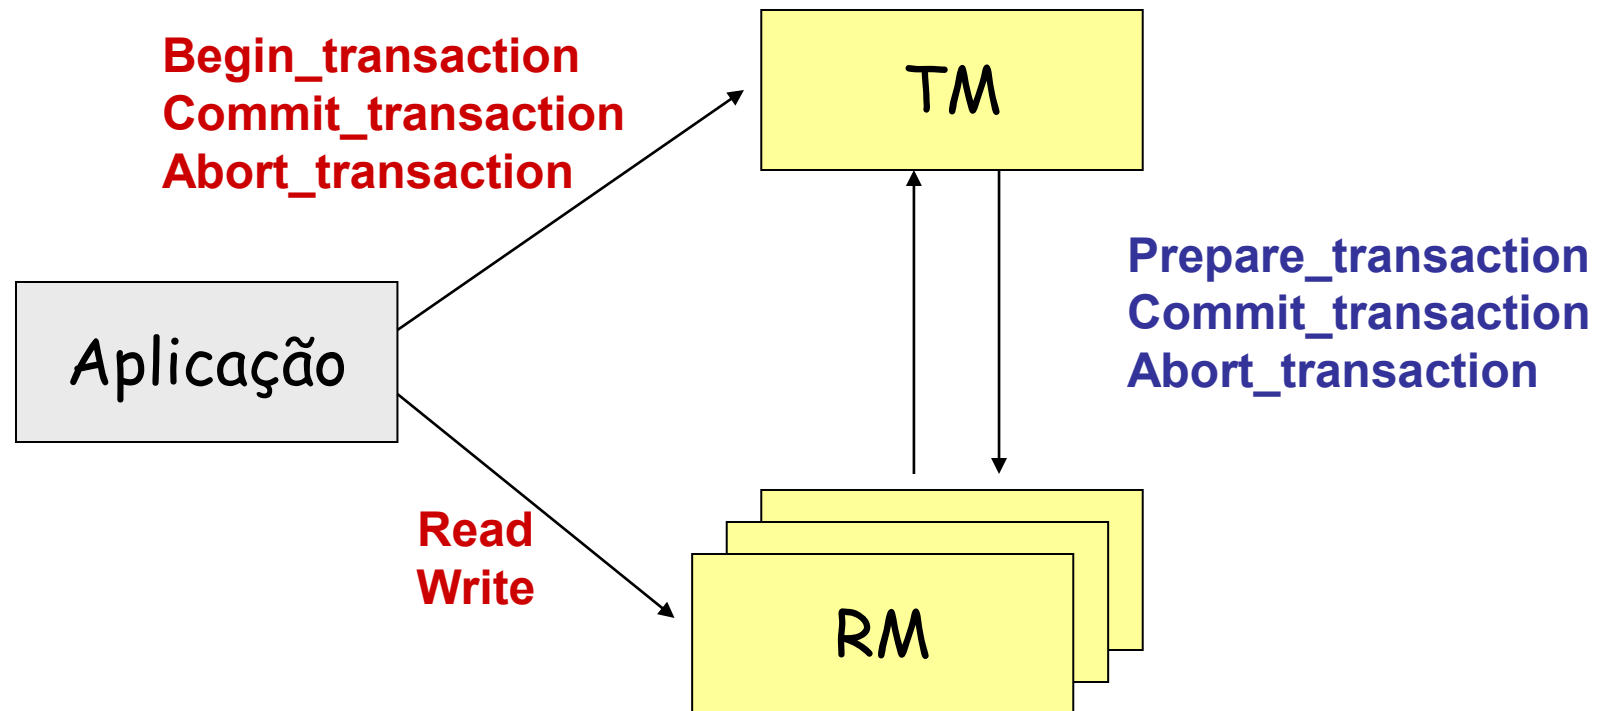 Begin_transaction
Commit_transaction
Abort_transaction
TM
Prepare_transaction
Commit_transaction
Abort_transaction
Aplicação
Read
Write
RM